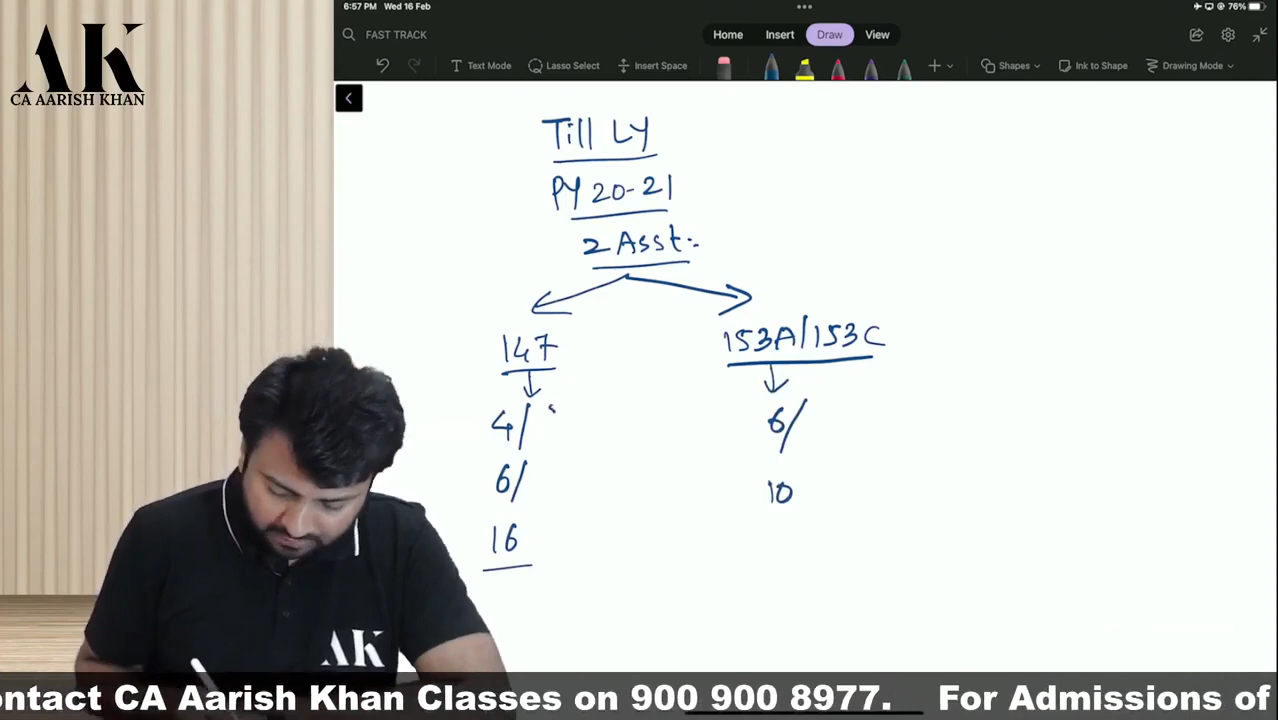 6:57 PM Wed 16 Feb
76%
FAST TRACK
Home Insert Draw View
Text Mode Lasso Select Insert Space Shapes Ink to Shape Drawing Mode
AK
CA AARISH KHAN
Till LY
PY 20-21
2 Asst:-
147 153A/153C
4/ 6/
6/ 10
16
AK
ontact CA Aarish Khan Classes on 900 900 8977. For Admissions of